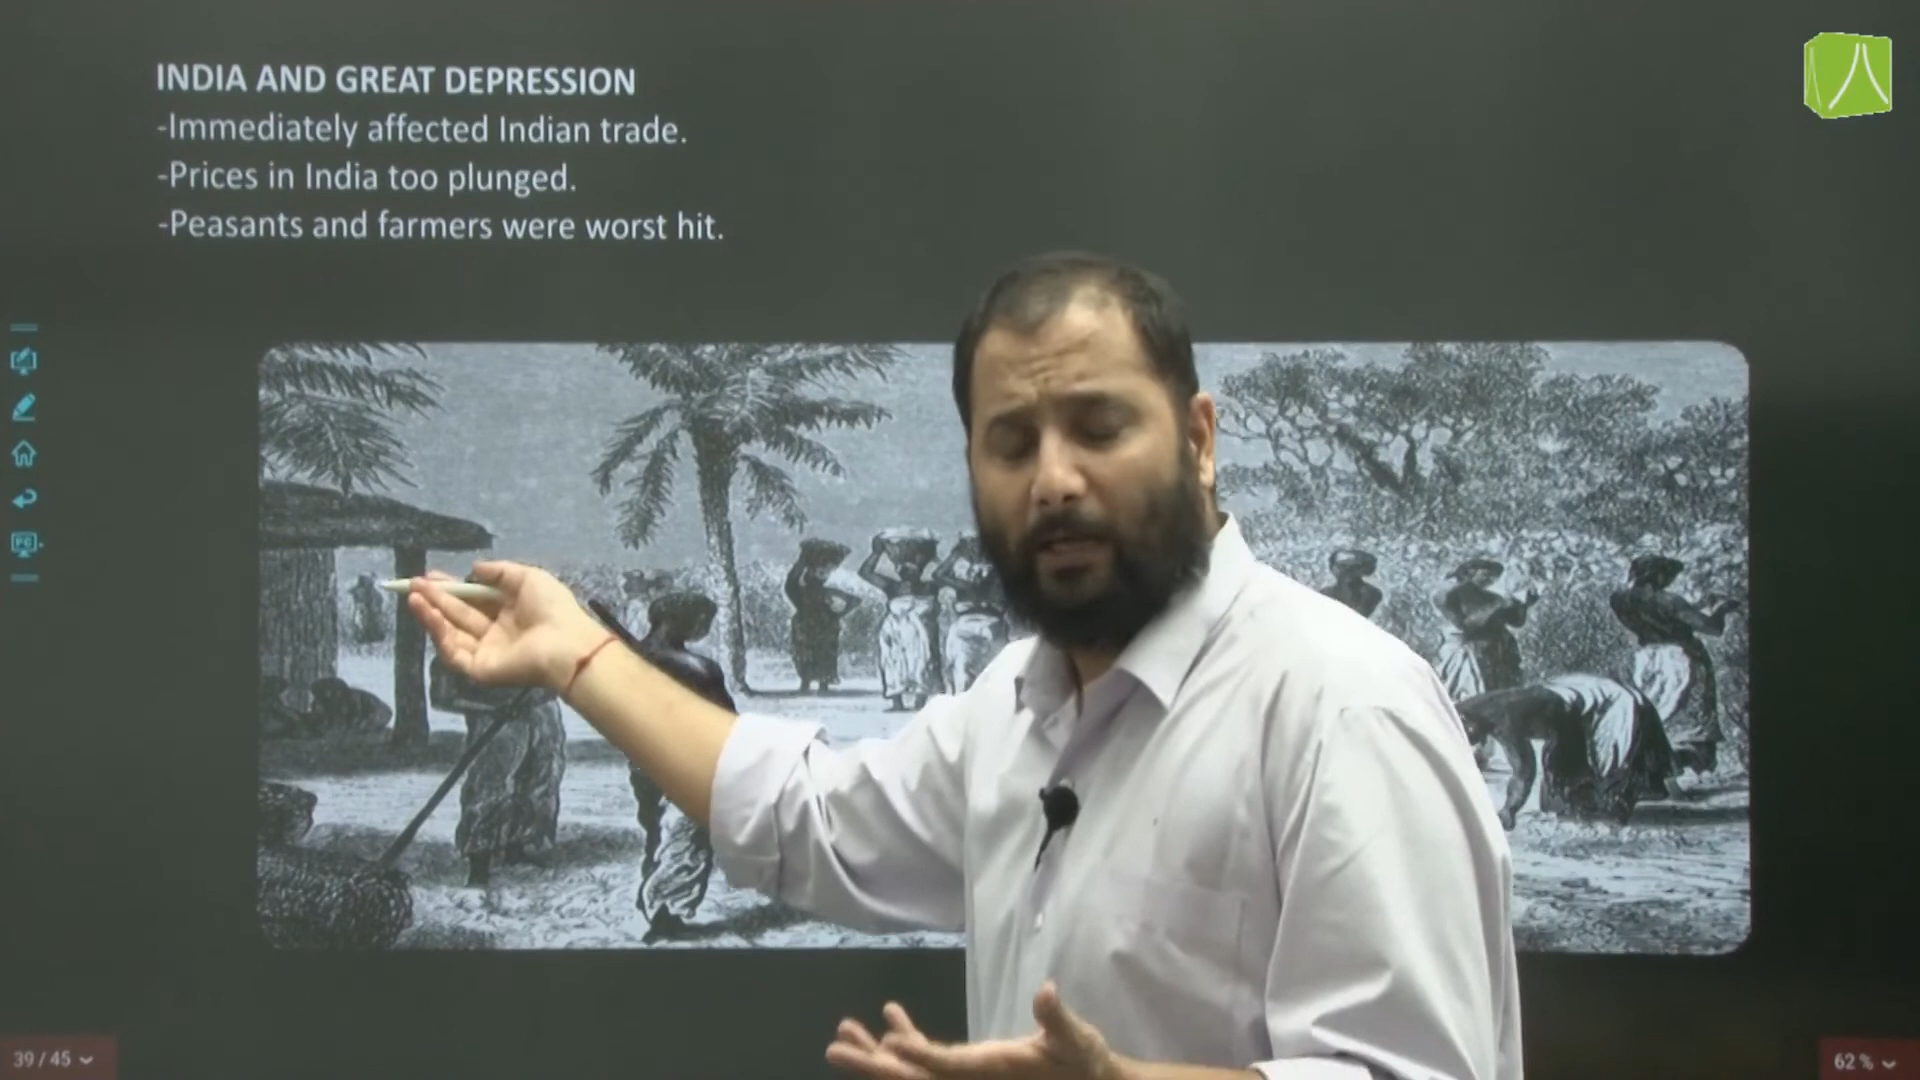 INDIA AND GREAT DEPRESSION
-Immediately affected Indian trade.
-Prices in India too plunged.
-Peasants and farmers were worst hit.
39 / 45
62 %